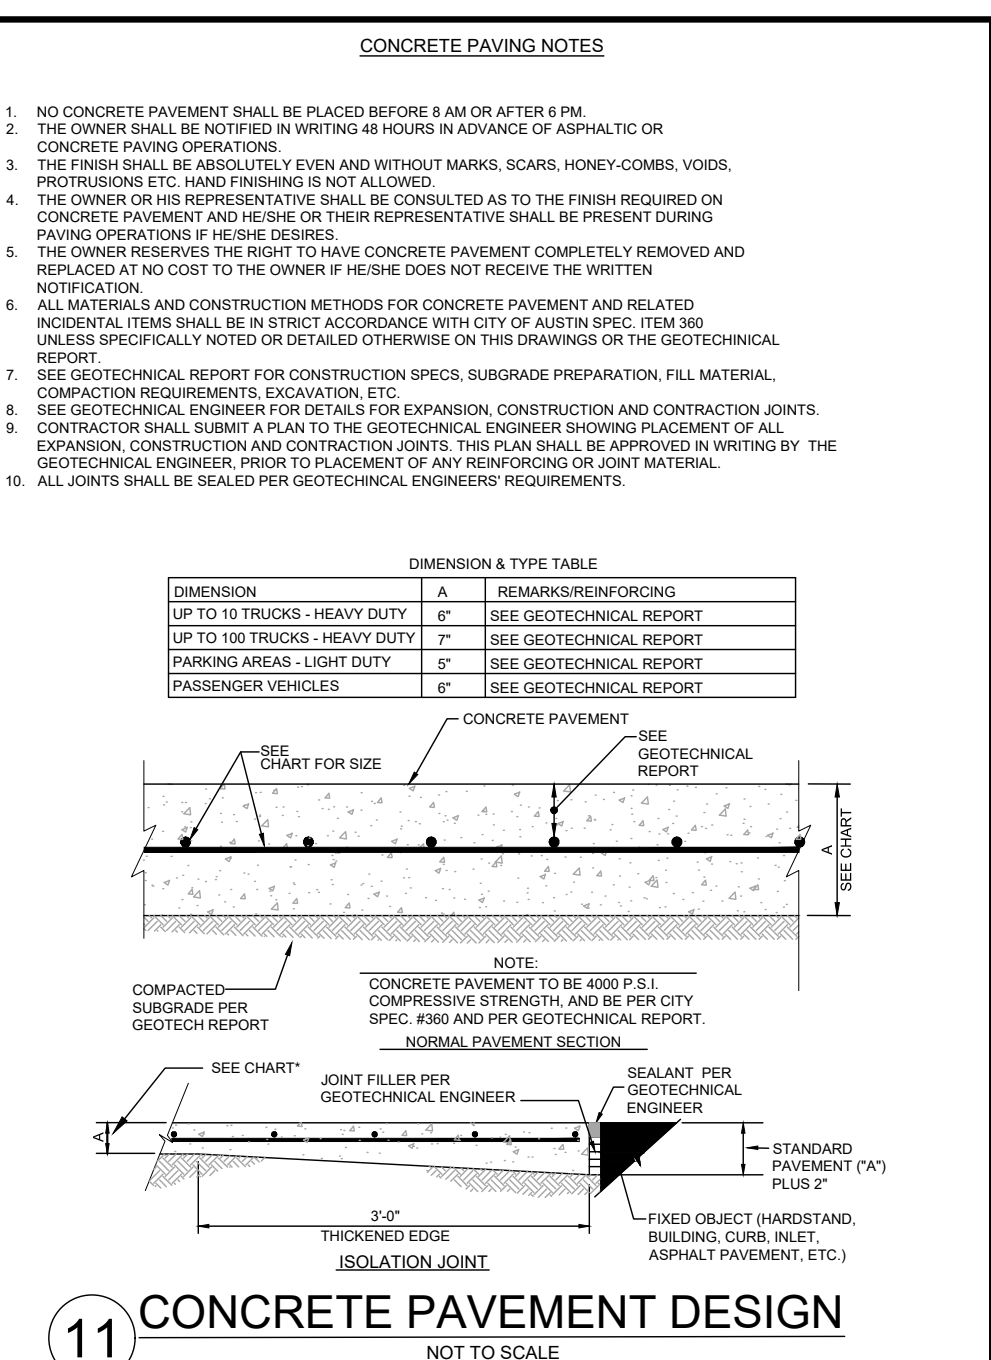 CONCRETE PAVING NOTES
1. NO CONCRETE PAVEMENT SHALL BE PLACED BEFORE 8 AM OR AFTER 6 PM.
2. THE OWNER SHALL BE NOTIFIED IN WRITING 48 HOURS IN ADVANCE OF ASPHALTIC OR
CONCRETE PAVING OPERATIONS.
3. THE FINISH SHALL BE ABSOLUTELY EVEN AND WITHOUT MARKS, SCARS, HONEY-COMBS, VOIDS,
PROTRUSIONS ETC. HAND FINISHING IS NOT ALLOWED.
4. THE OWNER OR HIS REPRESENTATIVE SHALL BE CONSULTED AS TO THE FINISH REQUIRED ON
CONCRETE PAVEMENT AND HE/SHE OR THEIR REPRESENTATIVE SHALL BE PRESENT DURING
PAVING OPERATIONS IF HE/SHE DESIRES.
5. THE OWNER RESERVES THE RIGHT TO HAVE CONCRETE PAVEMENT COMPLETELY REMOVED AND
REPLACED AT NO COST TO THE OWNER IF HE/SHE DOES NOT RECEIVE THE WRITTEN
NOTIFICATION.
6. ALL MATERIALS AND CONSTRUCTION METHODS FOR CONCRETE PAVEMENT AND RELATED
INCIDENTAL ITEMS SHALL BE IN STRICT ACCORDANCE WITH CITY OF AUSTIN SPEC. ITEM 360
UNLESS SPECIFICALLY NOTED OR DETAILED OTHERWISE ON THIS DRAWINGS OR THE GEOTECHINICAL
REPORT.
7. SEE GEOTECHNICAL REPORT FOR CONSTRUCTION SPECS, SUBGRADE PREPARATION, FILL MATERIAL,
COMPACTION REQUIREMENTS, EXCAVATION, ETC.
8. SEE GEOTECHNICAL ENGINEER FOR DETAILS FOR EXPANSION, CONSTRUCTION AND CONTRACTION JOINTS.
9. CONTRACTOR SHALL SUBMIT A PLAN TO THE GEOTECHNICAL ENGINEER SHOWING PLACEMENT OF ALL
EXPANSION, CONSTRUCTION AND CONTRACTION JOINTS. THIS PLAN SHALL BE APPROVED IN WRITING BY THE
GEOTECHNICAL ENGINEER, PRIOR TO PLACEMENT OF ANY REINFORCING OR JOINT MATERIAL.
10. ALL JOINTS SHALL BE SEALED PER GEOTECHINCAL ENGINEERS' REQUIREMENTS.
DIMENSION & TYPE TABLE
DIMENSION A REMARKS/REINFORCING
UP TO 10 TRUCKS - HEAVY DUTY 6" SEE GEOTECHNICAL REPORT
UP TO 100 TRUCKS - HEAVY DUTY 7" SEE GEOTECHNICAL REPORT
PARKING AREAS - LIGHT DUTY 5" SEE GEOTECHNICAL REPORT
PASSENGER VEHICLES 6" SEE GEOTECHNICAL REPORT
CONCRETE PAVEMENT
SEE
CHART FOR SIZE
SEE
GEOTECHNICAL
REPORT
A
SEE CHART
COMPACTED
SUBGRADE PER
GEOTECH REPORT
NOTE:
CONCRETE PAVEMENT TO BE 4000 P.S.I.
COMPRESSIVE STRENGTH, AND BE PER CITY
SPEC. #360 AND PER GEOTECHNICAL REPORT.
NORMAL PAVEMENT SECTION
SEE CHART*
JOINT FILLER PER
GEOTECHNICAL ENGINEER
SEALANT PER
GEOTECHNICAL
ENGINEER
A
STANDARD
PAVEMENT ("A")
PLUS 2"
3'-0"
THICKENED EDGE
FIXED OBJECT (HARDSTAND,
BUILDING, CURB, INLET,
ASPHALT PAVEMENT, ETC.)
ISOLATION JOINT
11 CONCRETE PAVEMENT DESIGN
NOT TO SCALE